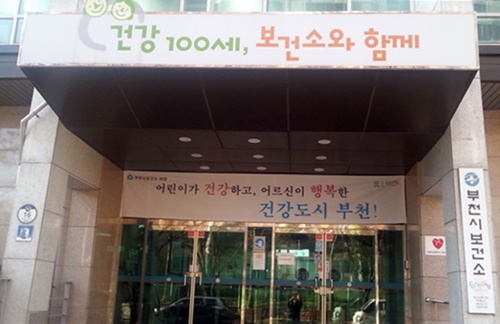 건강 100세, 보건소와 함께
어린이가 건강하고, 어르신이 행복한
건강도시 부천!
부천시보건소